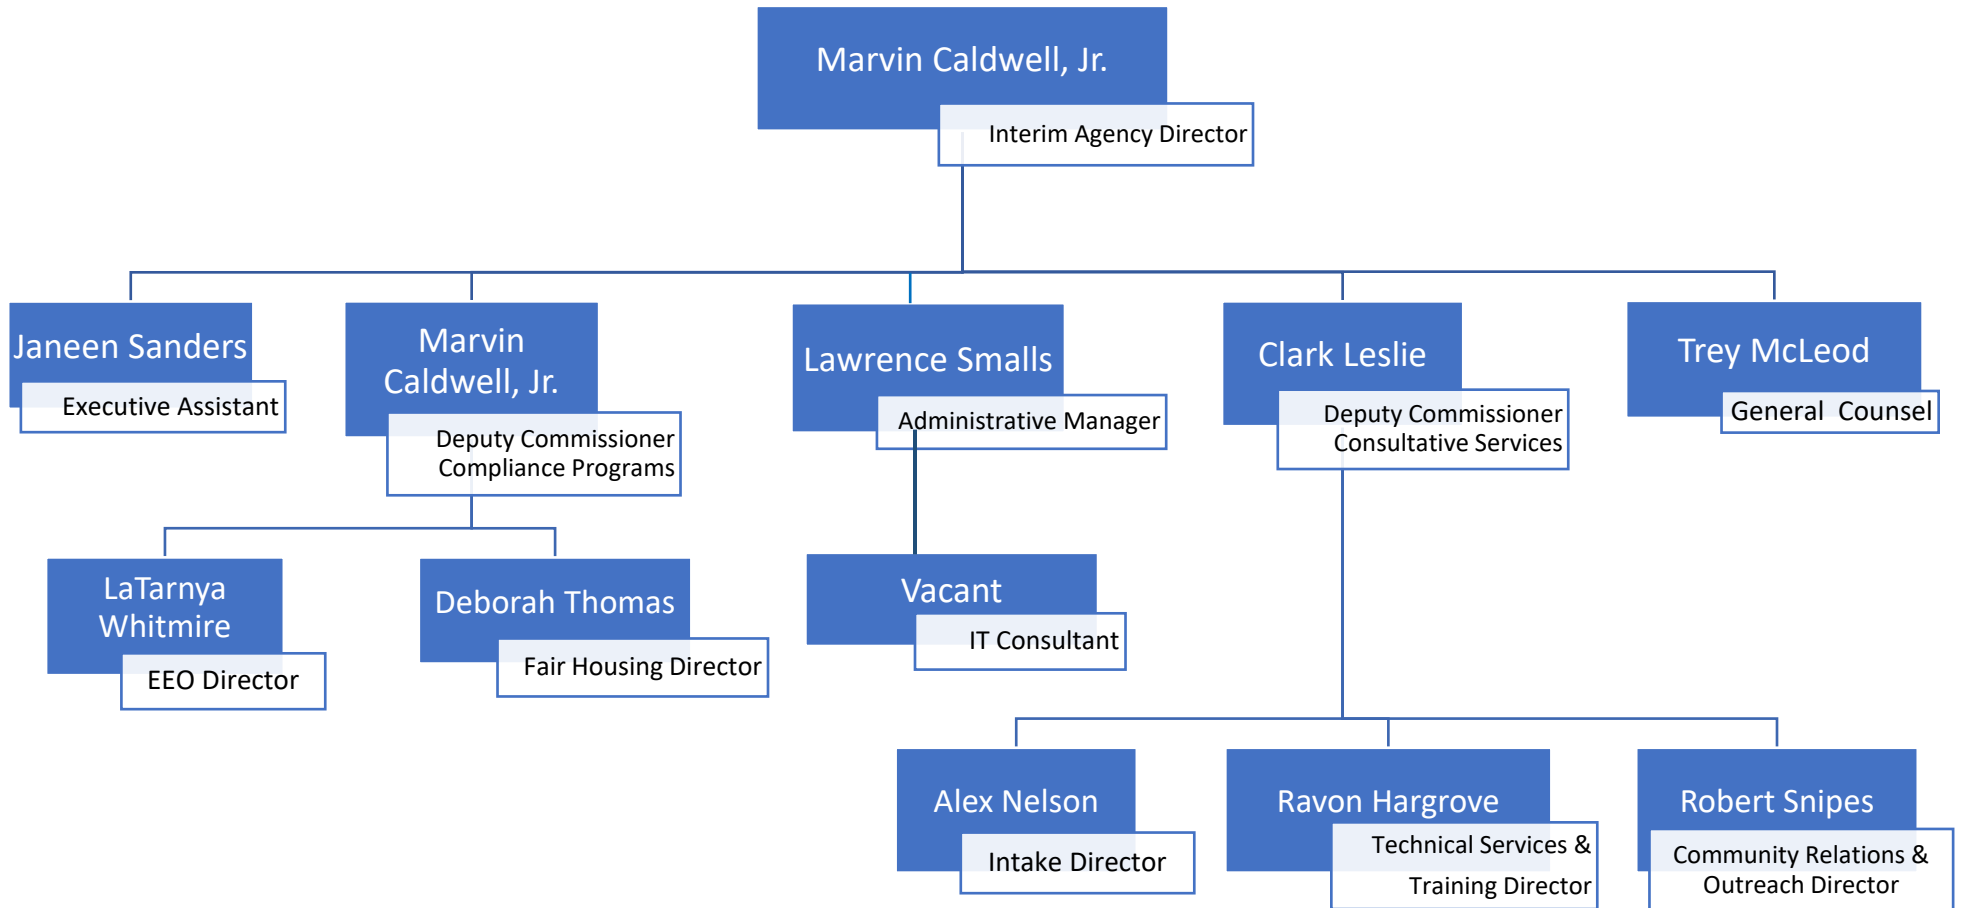 Marvin Caldwell, Jr.
Interim Agency Director
Janeen Sanders
Executive Assistant
Marvin
Caldwell, Jr.
Deputy Commissioner
Compliance Programs
Lawrence Smalls
Administrative Manager
Clark Leslie
Deputy Commissioner
Consultative Services
Trey McLeod
General Counsel
LaTarnya
Whitmire
EEO Director
Deborah Thomas
Fair Housing Director
Vacant
IT Consultant
Alex Nelson
Intake Director
Ravon Hargrove
Technical Services &
Training Director
Robert Snipes
Community Relations &
Outreach Director